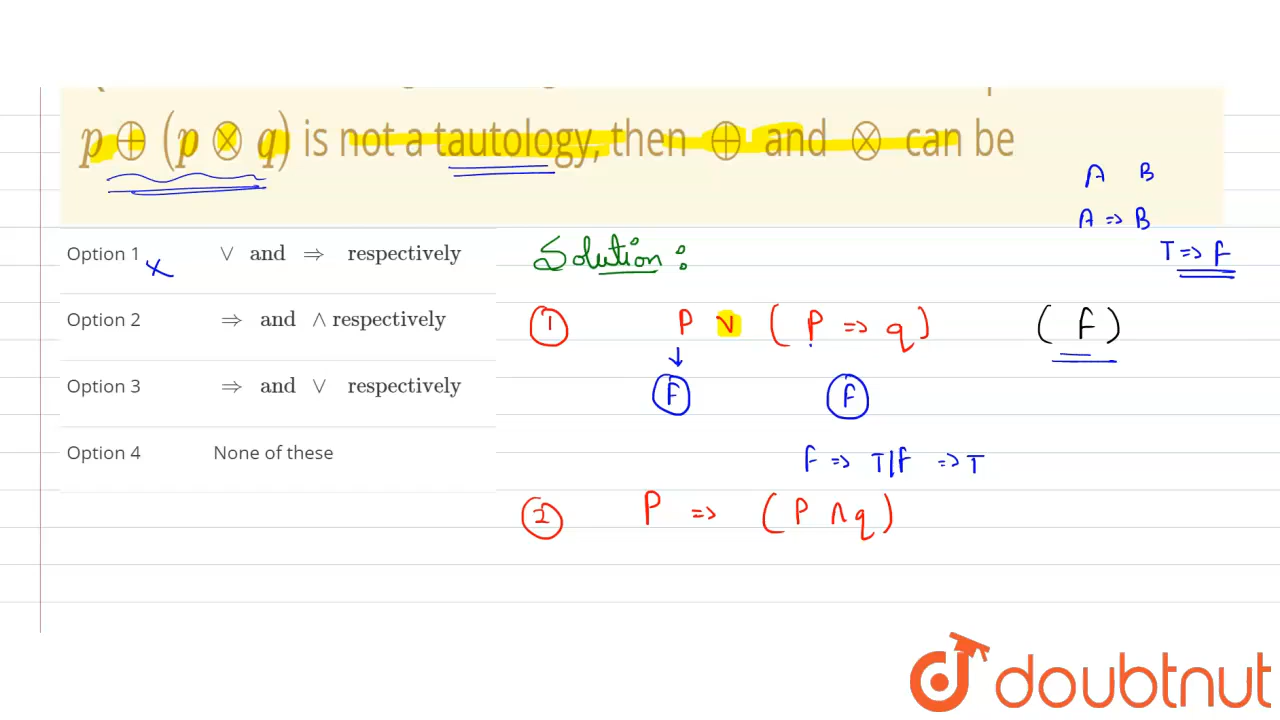 p ⊕ (p ⊗ q) is not a tautology, then ⊕ and ⊗ can be
A B
A => B
T => F
Option 1 x ∨ and ⇒ respectively
Option 2 ⇒ and ∧ respectively
Option 3 ⇒ and ∨ respectively
Option 4 None of these
Solution :
1 P ∨ ( P => q ) ( F )
F F
F => T/F => T
2 P => ( P ∧ q )
doubtnut